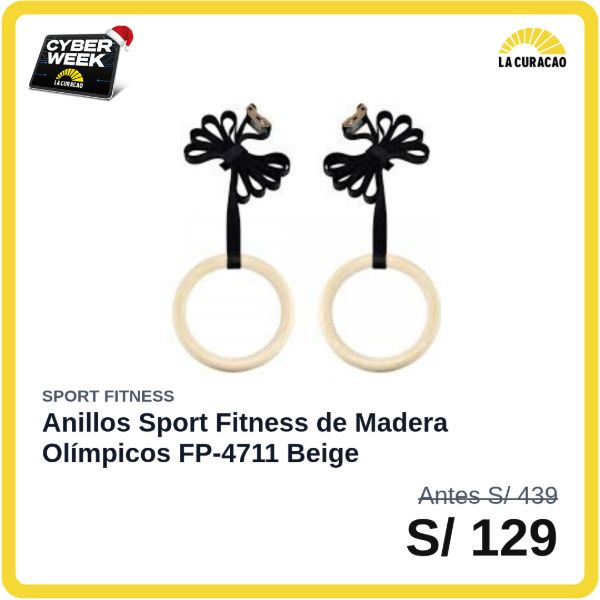 CYBER
WEEK
LA CURACAO
LA CURACAO
SPORT FITNESS
Anillos Sport Fitness de Madera
Olímpicos FP-4711 Beige
Antes S/ 439
S/ 129